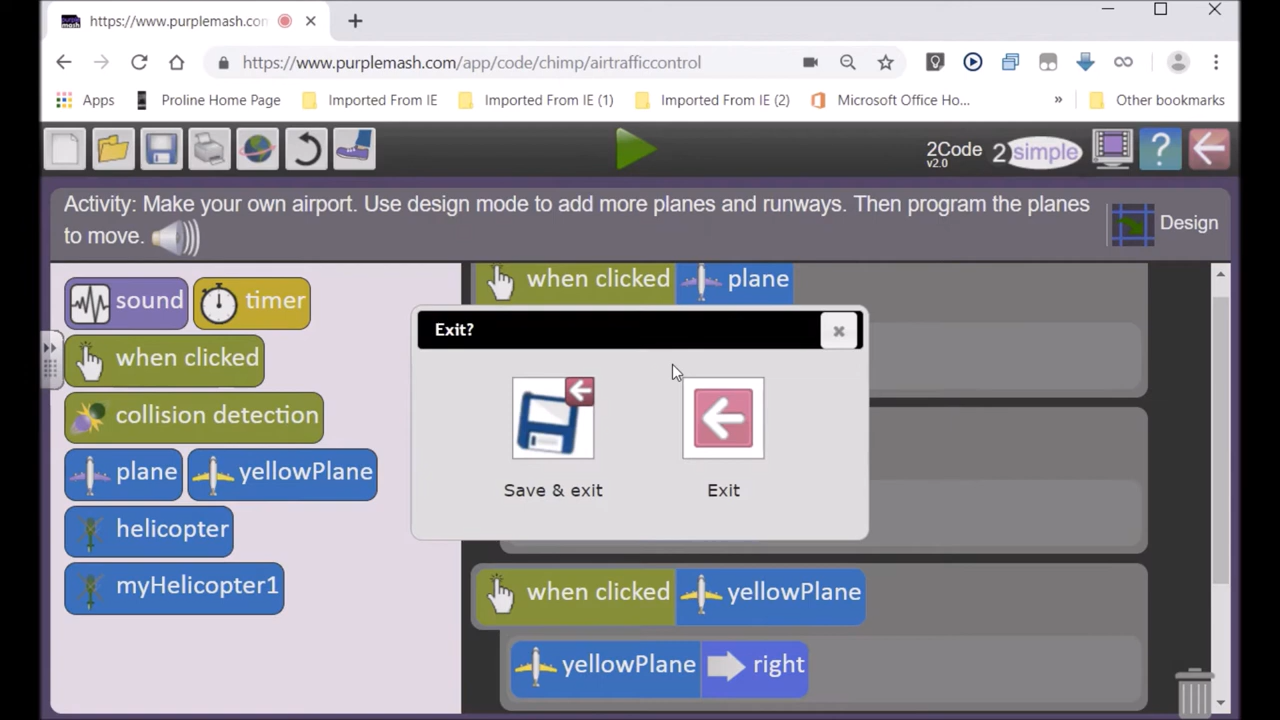 https://www.purplemash.con
https://www.purplemash.com/app/code/chimp/airtrafficcontrol
Apps
Proline Home Page
Imported From IE
Imported From IE (1)
Imported From IE (2)
Microsoft Office Ho...
»
Other bookmarks
2Code
v2.0
2simple
?
Activity: Make your own airport. Use design mode to add more planes and runways. Then program the planes
to move.
Design
sound
timer
when clicked
collision detection
plane
yellowPlane
helicopter
myHelicopter1
when clicked
plane
Exit?
Save & exit
Exit
when clicked
yellowPlane
yellowPlane
right